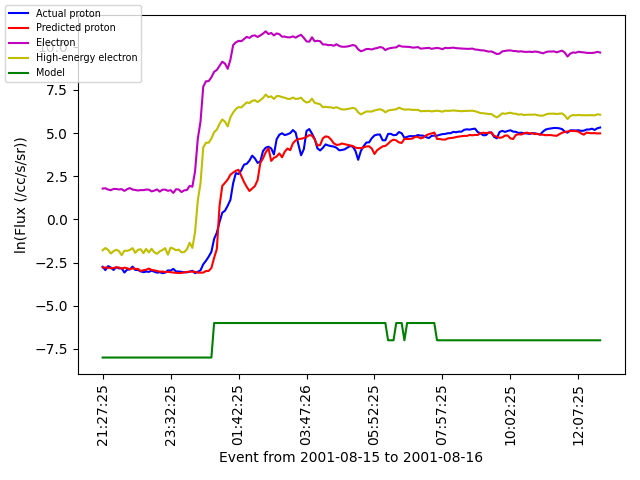 Actual proton
Predicted proton
Electron
High-energy electron
Model
10.0
7.5
5.0
2.5
0.0
−2.5
−5.0
−7.5
ln(Flux (/cc/s/sr))
21:27:25
23:32:25
01:42:25
03:47:26
05:52:25
07:57:25
10:02:25
12:07:25
Event from 2001-08-15 to 2001-08-16